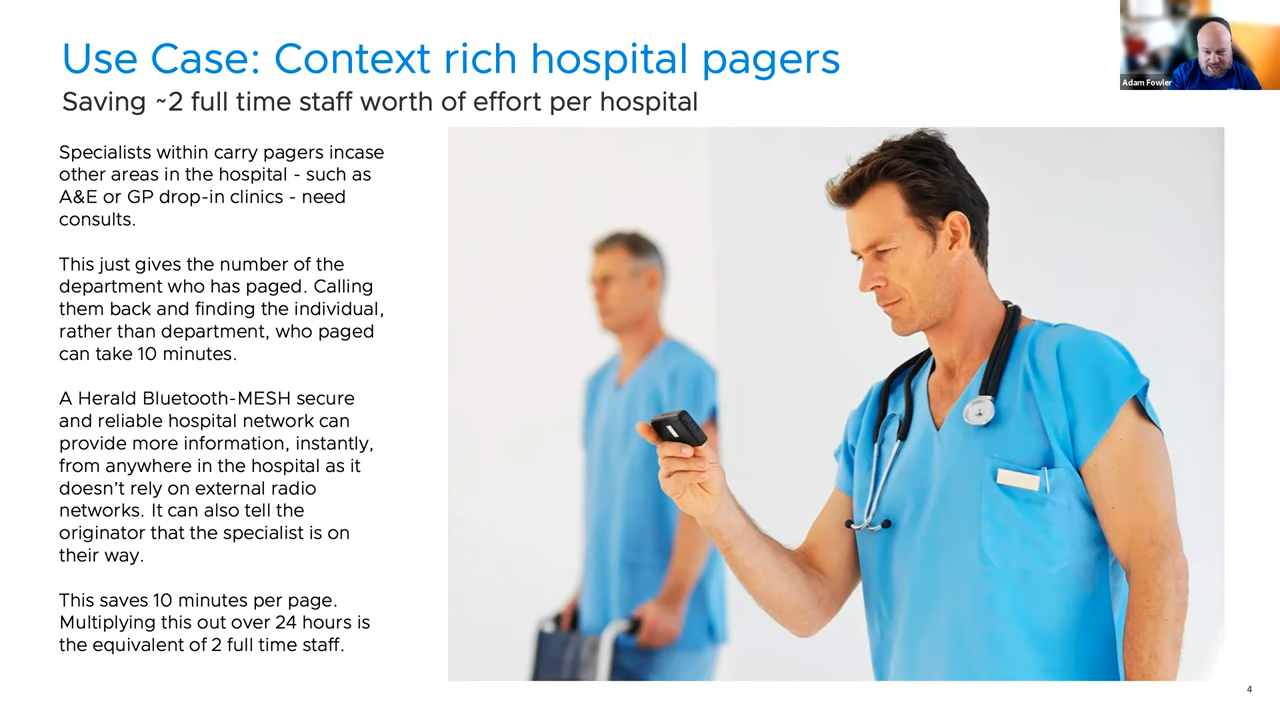 Use Case: Context rich hospital pagers
Saving ~2 full time staff worth of effort per hospital
Adam Fowler
Specialists within carry pagers incase
other areas in the hospital - such as
A&E or GP drop-in clinics - need
consults.
This just gives the number of the
department who has paged. Calling
them back and finding the individual,
rather than department, who paged
can take 10 minutes.
A Herald Bluetooth-MESH secure
and reliable hospital network can
provide more information, instantly,
from anywhere in the hospital as it
doesn't rely on external radio
networks. It can also tell the
originator that the specialist is on
their way.
This saves 10 minutes per page.
Multiplying this out over 24 hours is
the equivalent of 2 full time staff.
4